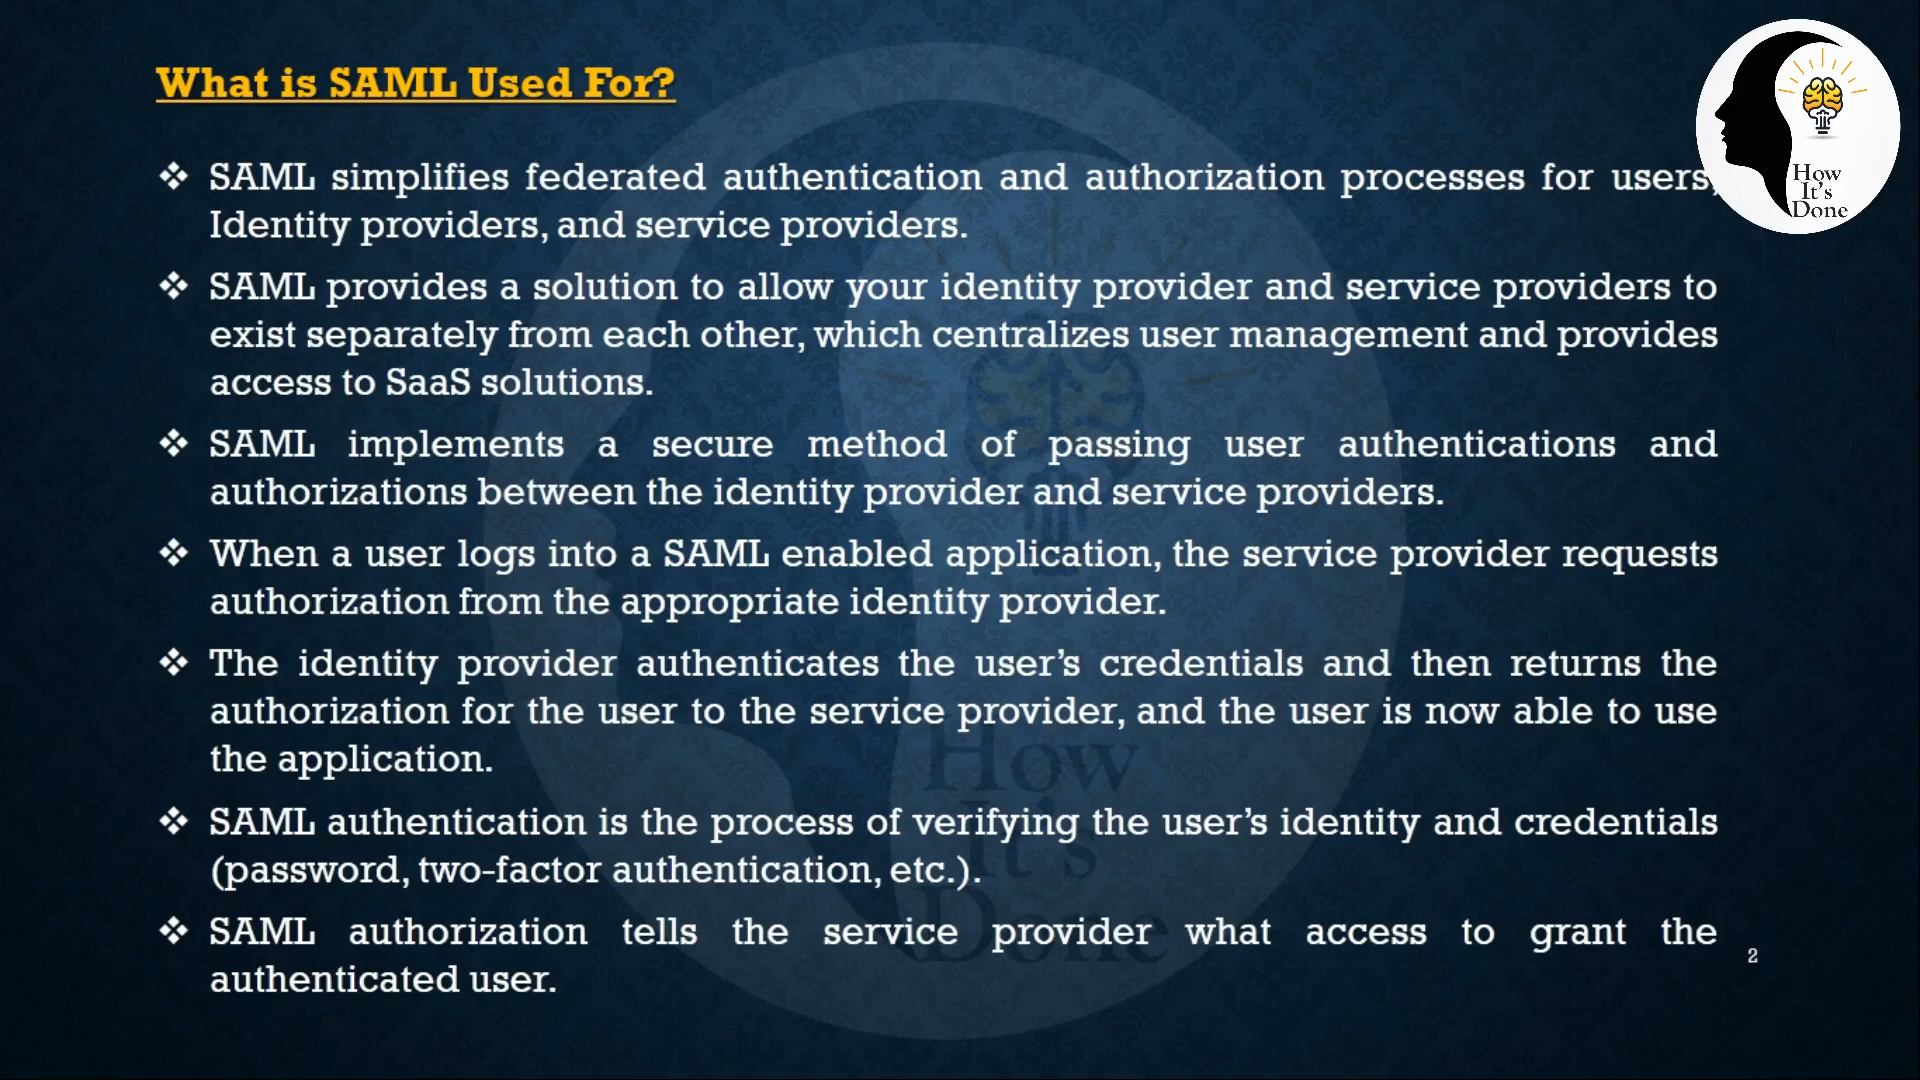 What is SAML Used For?
❖ SAML simplifies federated authentication and authorization processes for users,
Identity providers, and service providers.
❖ SAML provides a solution to allow your identity provider and service providers to
exist separately from each other, which centralizes user management and provides
access to SaaS solutions.
❖ SAML implements a secure method of passing user authentications and
authorizations between the identity provider and service providers.
❖ When a user logs into a SAML enabled application, the service provider requests
authorization from the appropriate identity provider.
❖ The identity provider authenticates the user’s credentials and then returns the
authorization for the user to the service provider, and the user is now able to use
the application.
❖ SAML authentication is the process of verifying the user’s identity and credentials
(password, two-factor authentication, etc.).
❖ SAML authorization tells the service provider what access to grant the
authenticated user.
2
How
It's
Done
How
It's
Done